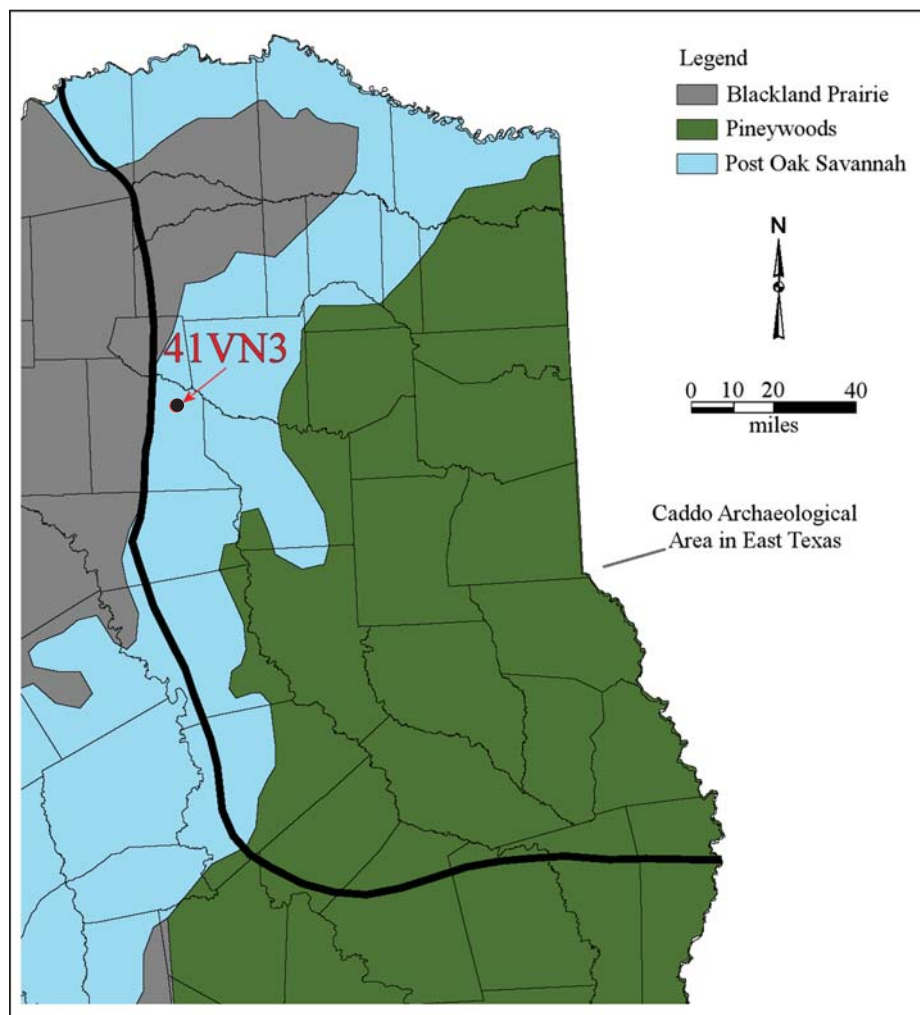 Legend
Blackland Prairie
Pineywoods
Post Oak Savannah
N
41VN3
0 10 20 40
miles
Caddo Archaeological
Area in East Texas